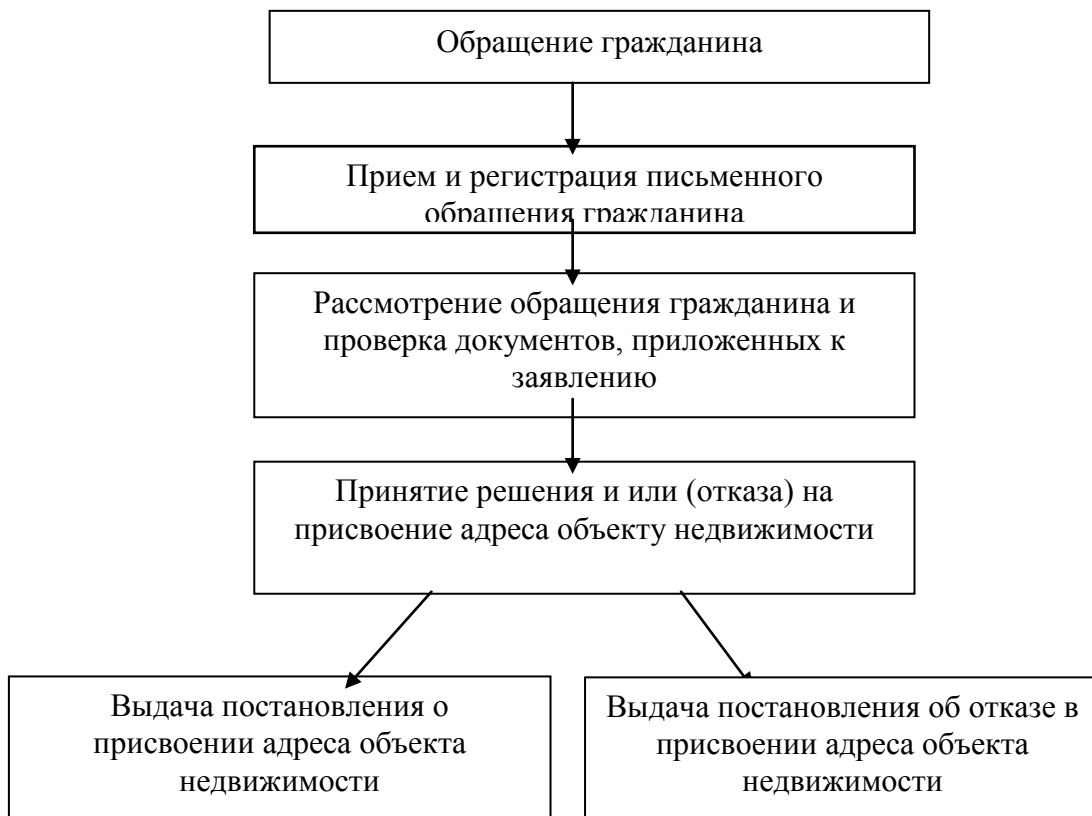 Обращение гражданина
Прием и регистрация письменного
обращения гражданина
Рассмотрение обращения гражданина и
проверка документов, приложенных к
заявлению
Принятие решения и или (отказа) на
присвоение адреса объекту недвижимости
Выдача постановления о
присвоении адреса объекта
недвижимости
Выдача постановления об отказе в
присвоении адреса объекта
недвижимости